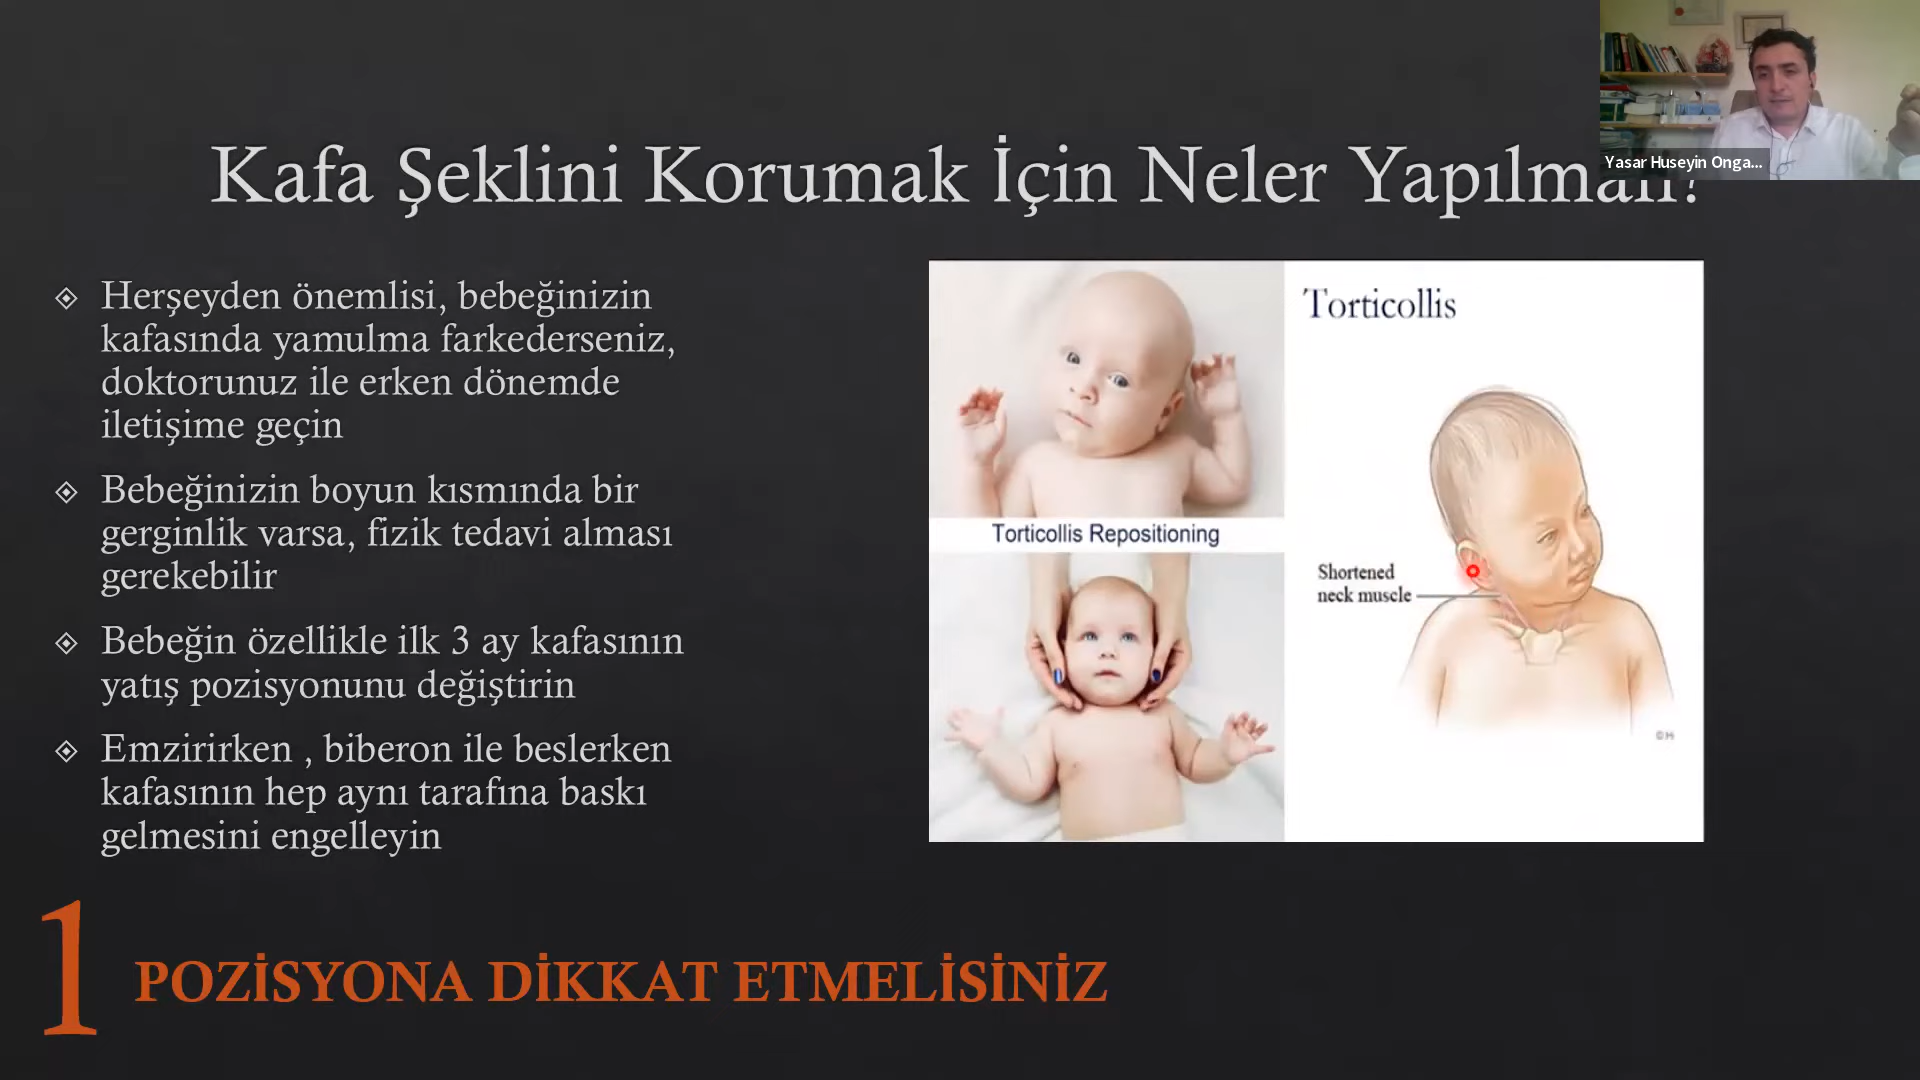 Kafa Şeklini Korumak İçin Neler Yapılmalı?
Yasar Huseyin Onga...
Herşeyden önemlisi, bebeğinizin
kafasında yamulma farkederseniz,
doktorunuz ile erken dönemde
iletişime geçin
Bebeğinizin boyun kısmında bir
gerginlik varsa, fizik tedavi alması
gerekebilir
Bebeğin özellikle ilk 3 ay kafasının
yatış pozisyonunu değiştirin
Emzirirken , biberon ile beslerken
kafasının hep aynı tarafına baskı
gelmesini engelleyin
Torticollis Repositioning
Torticollis
Shortened
neck muscle
1 POZİSYONA DİKKAT ETMELİSİNİZ